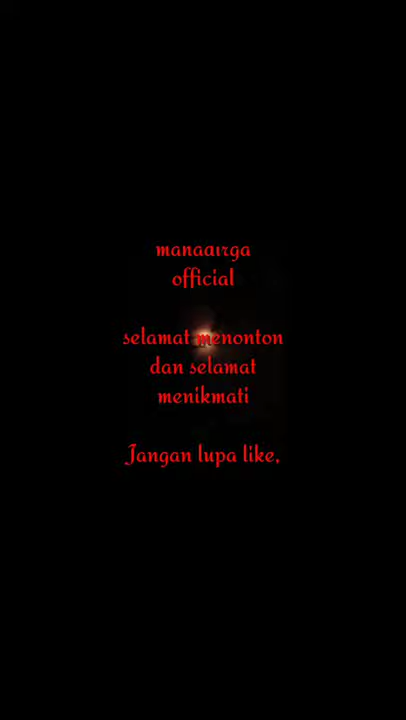 manaairga
official
selamat menonton
dan selamat
menikmati
Jangan lupa like.